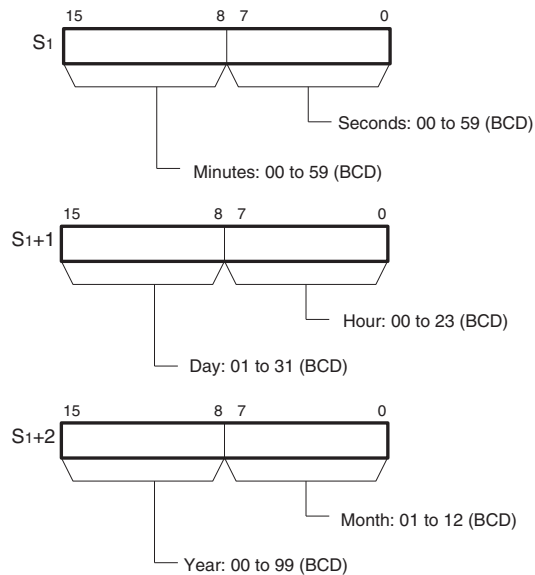 15 8 7 0
S1
Seconds: 00 to 59 (BCD)
Minutes: 00 to 59 (BCD)
15 8 7 0
S1+1
Hour: 00 to 23 (BCD)
Day: 01 to 31 (BCD)
15 8 7 0
S1+2
Month: 01 to 12 (BCD)
Year: 00 to 99 (BCD)